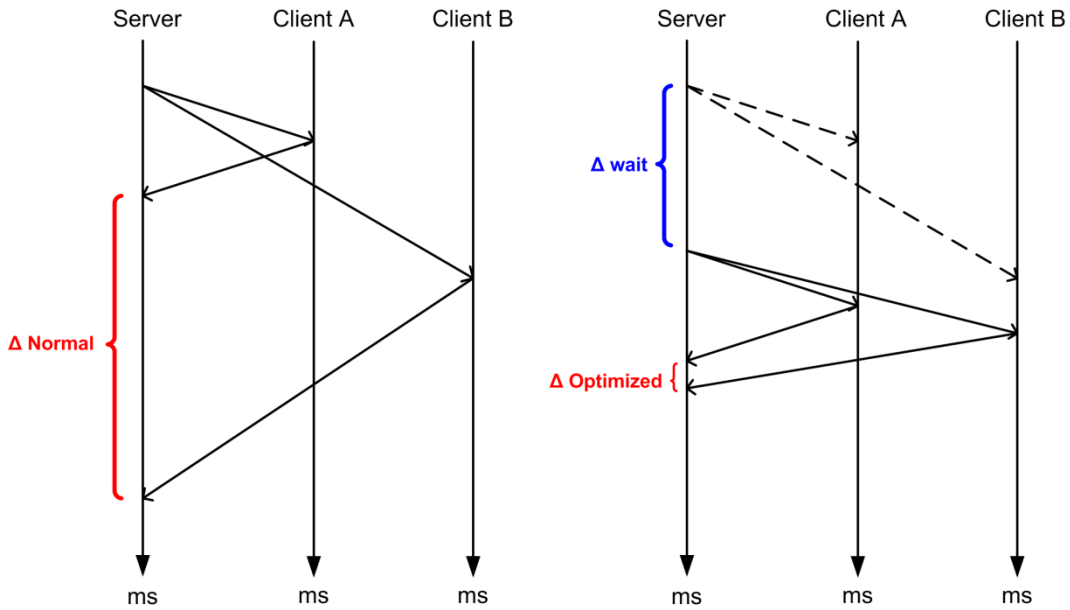 Server Client A Client B
Server Client A Client B
Δ wait
Δ Normal
Δ Optimized
ms ms ms
ms ms ms